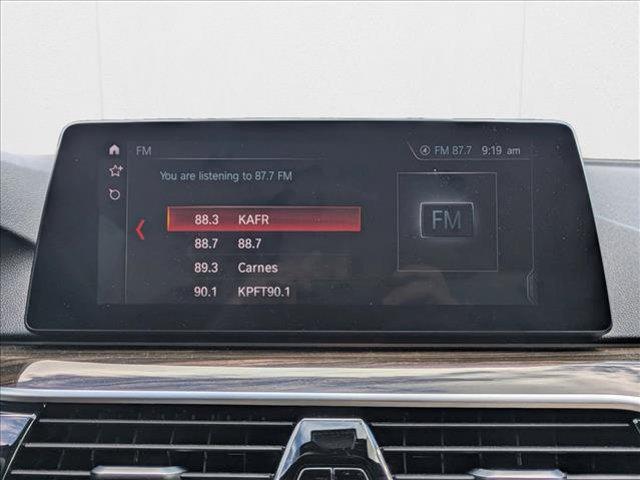 FM
FM 87.7 9:19 am
You are listening to 87.7 FM
88.3 KAFR
FM
88.7 88.7
89.3 Carnes
90.1 KPFT90.1